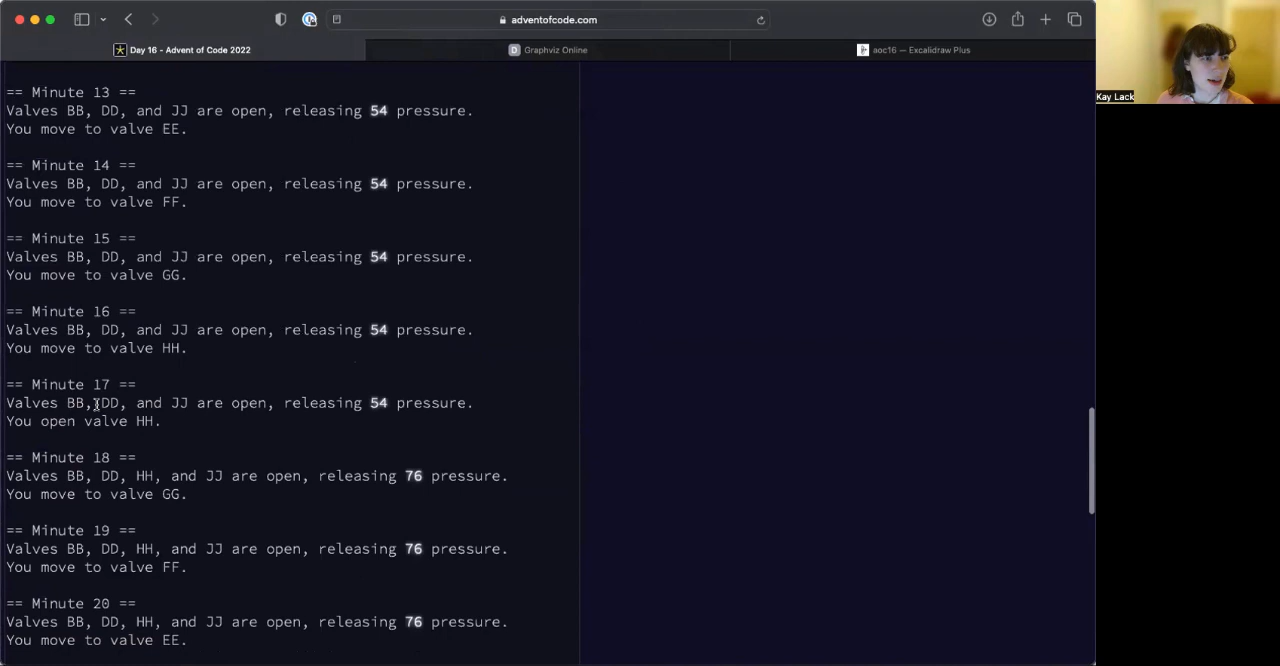 adventofcode.com
Day 16 - Advent of Code 2022
D Graphviz Online
aoc16 — Excalidraw Plus
Kay Lack
== Minute 13 ==
Valves BB, DD, and JJ are open, releasing 54 pressure.
You move to valve EE.
== Minute 14 ==
Valves BB, DD, and JJ are open, releasing 54 pressure.
You move to valve FF.
== Minute 15 ==
Valves BB, DD, and JJ are open, releasing 54 pressure.
You move to valve GG.
== Minute 16 ==
Valves BB, DD, and JJ are open, releasing 54 pressure.
You move to valve HH.
== Minute 17 ==
Valves BB, DD, and JJ are open, releasing 54 pressure.
You open valve HH.
== Minute 18 ==
Valves BB, DD, HH, and JJ are open, releasing 76 pressure.
You move to valve GG.
== Minute 19 ==
Valves BB, DD, HH, and JJ are open, releasing 76 pressure.
You move to valve FF.
== Minute 20 ==
Valves BB, DD, HH, and JJ are open, releasing 76 pressure.
You move to valve EE.